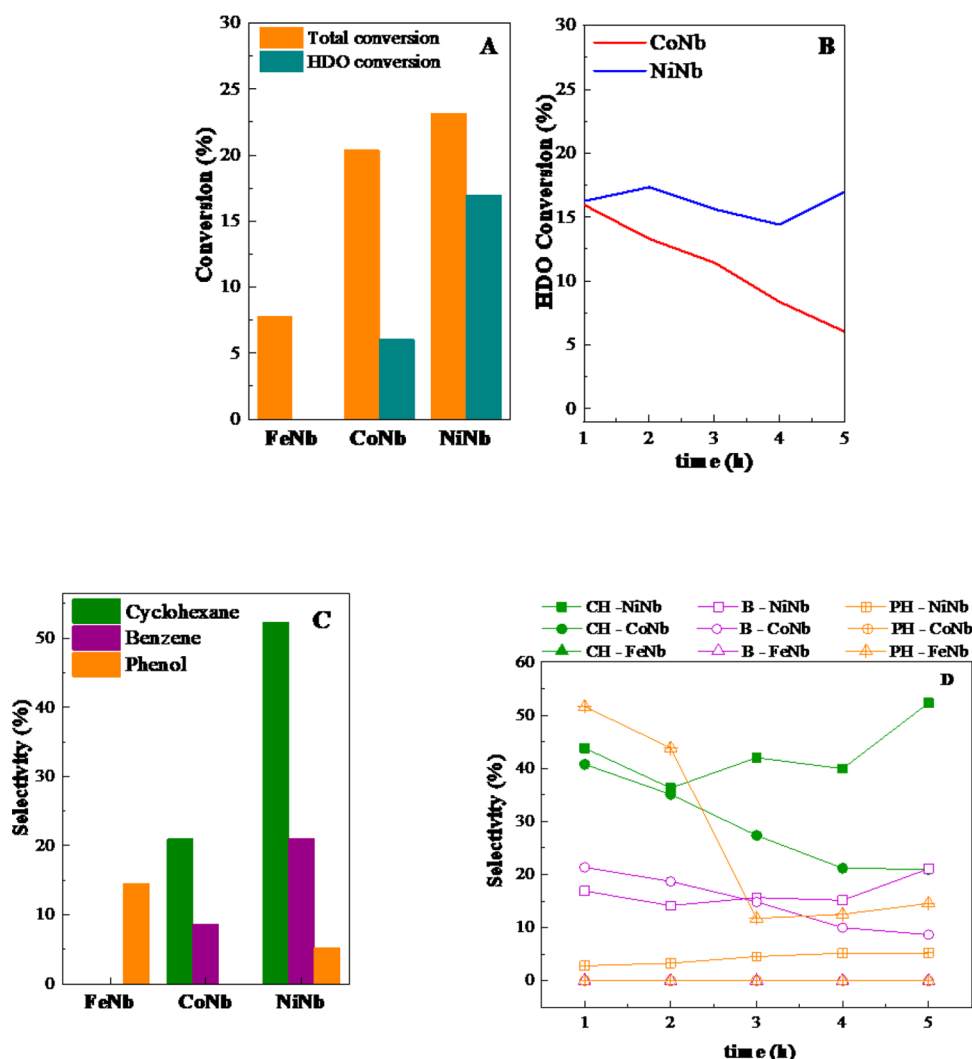 A
Total conversion
HDO conversion
Conversion (%)
30
25
20
15
10
5
0
FeNb CoNb NiNb
B
CoNb
NiNb
HDO Conversion (%)
30
25
20
15
10
5
0
1 2 3 4 5
time (h)
C
Cyclohexane
Benzene
Phenol
Selectivity (%)
50
40
30
20
10
0
FeNb CoNb NiNb
CH -NiNb B - NiNb PH - NiNb
CH - CoNb B - CoNb PH - CoNb
CH - FeNb B - FeNb PH - FeNb
D
Selectivity (%)
60
50
40
30
20
10
0
1 2 3 4 5
time (h)